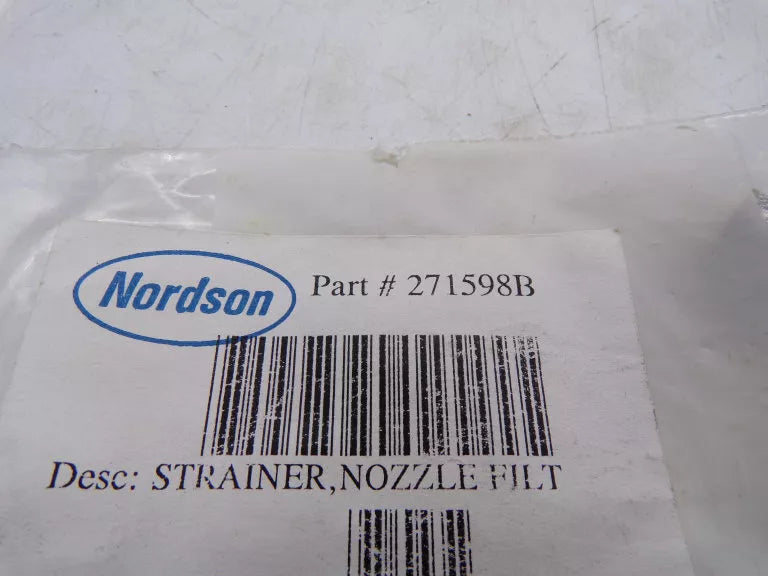 Nordson
Part # 271598B
Desc: STRAINER,NOZZLE FILT